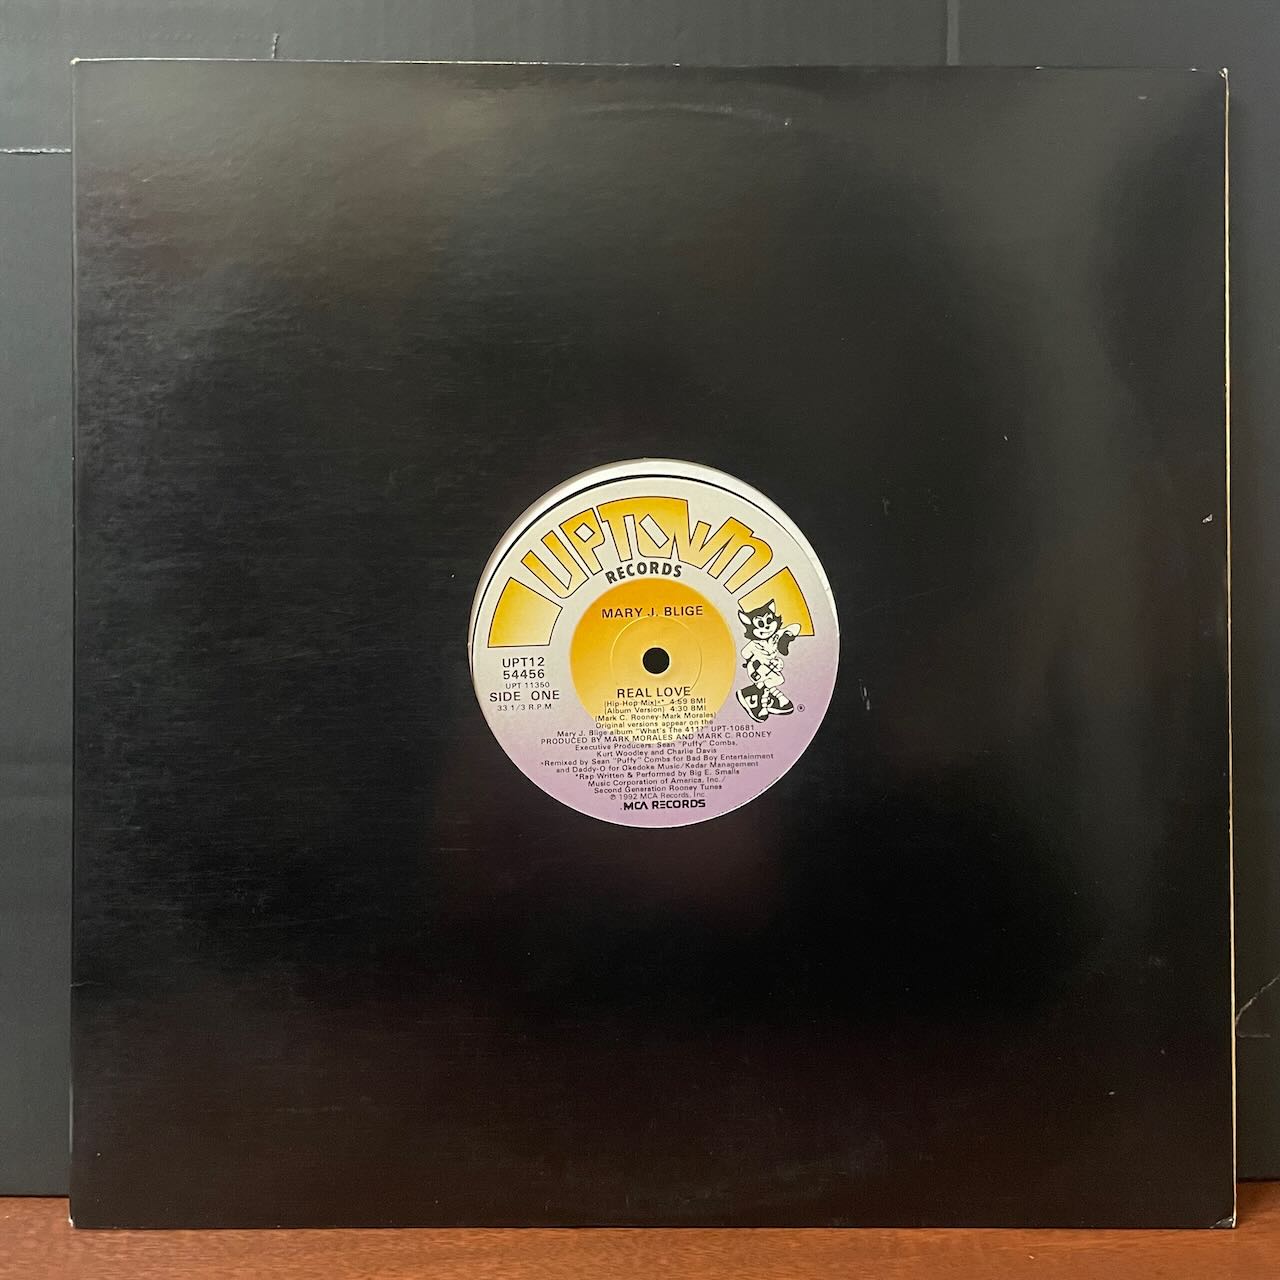 UPTOWN
RECORDS
MARY J. BLIGE
UPT12
54456
UPT 11350
SIDE ONE
33 1/3 R.P.M.
REAL LOVE
(Hip-Hop Mix)+* 4:59 BMI
(Album Version) 4:30 BMI
(Mark C. Rooney-Mark Morales)
Original versions appear on the
Mary J. Blige album "What's The 411?" UPT-10681
PRODUCED BY MARK MORALES AND MARK C. ROONEY
Executive Producers: Sean "Puffy" Combs,
Kurt Woodley and Charlie Davis
+Remixed by Sean "Puffy" Combs for Bad Boy Entertainment
and Daddy-O for Okedoke Music/Kedar Management
*Rap Written & Performed by Big E. Smalls
Music Corporation of America, Inc./
Second Generation Rooney Tunes
℗ 1992 MCA Records, Inc.
MCA RECORDS
G
®